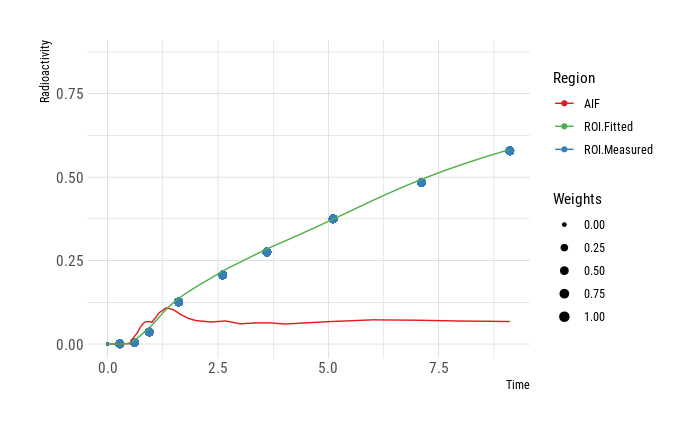 Radioactivity
0.75
0.50
0.25
0.00
0.0
2.5
5.0
7.5
Time
Region
AIF
ROI.Fitted
ROI.Measured
Weights
0.00
0.25
0.50
0.75
1.00